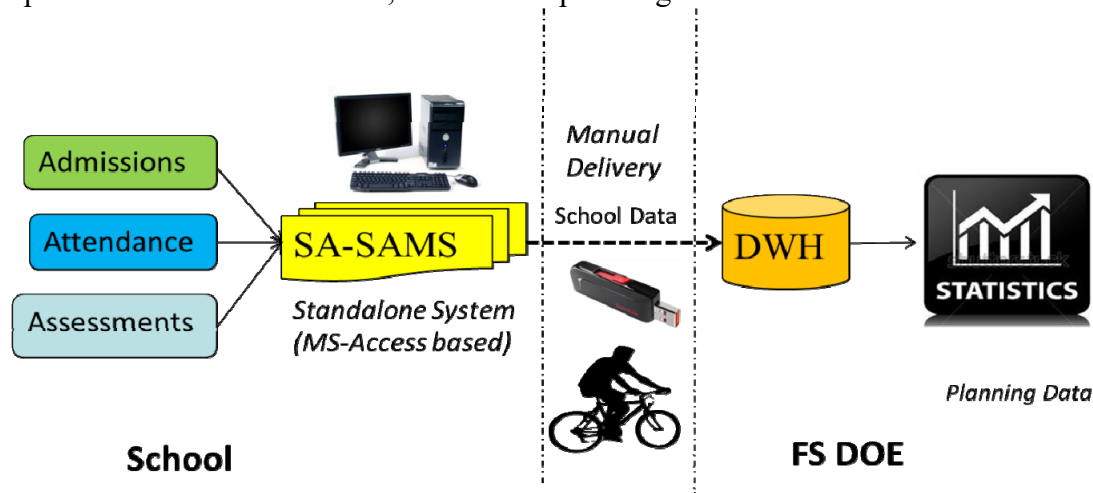 Admissions
Attendance
Assessments
SA-SAMS
Standalone System
(MS-Access based)
School
Manual
Delivery
School Data
DWH
STATISTICS
Planning Data
FS DOE